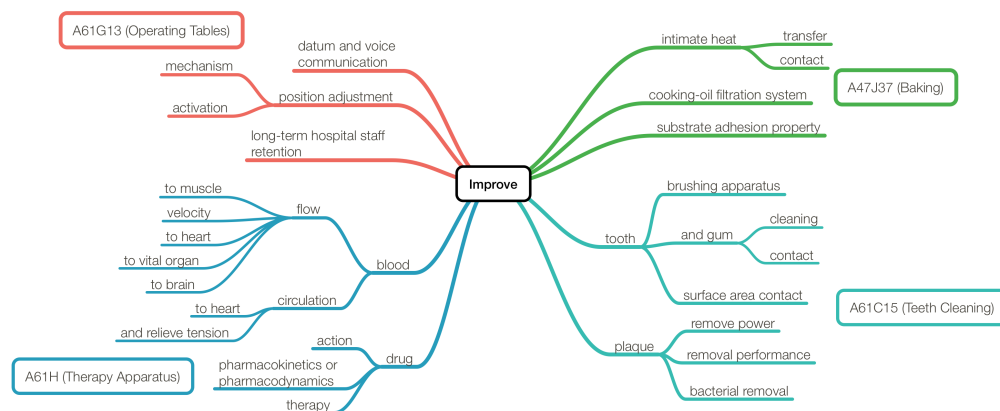 A61G13 (Operating Tables)
datum and voice
communication
mechanism
position adjustment
activation
long-term hospital staff
retention
to muscle
velocity
flow
to heart
to vital organ
to brain
blood
to heart
circulation
and relieve tension
action
drug
pharmacokinetics or
pharmacodynamics
therapy
A61H (Therapy Apparatus)
Improve
intimate heat
transfer
contact
A47J37 (Baking)
cooking-oil filtration system
substrate adhesion property
brushing apparatus
tooth
and gum
cleaning
contact
surface area contact
A61C15 (Teeth Cleaning)
remove power
plaque
removal performance
bacterial removal